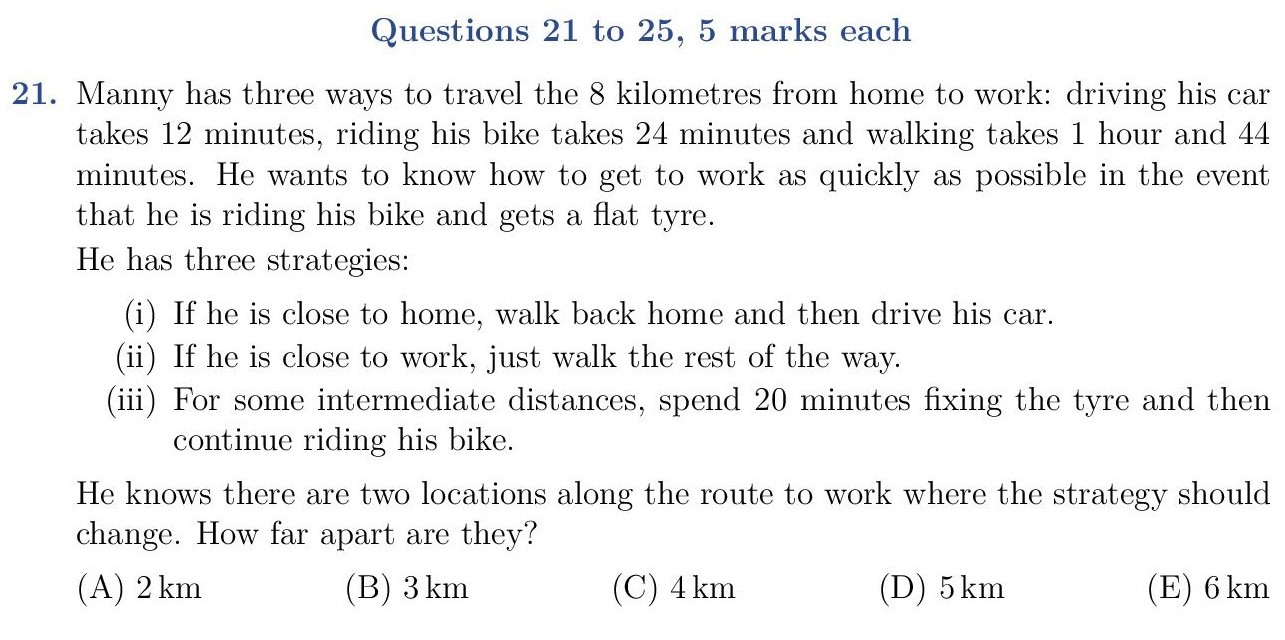 Questions 21 to 25, 5 marks each
21. Manny has three ways to travel the 8 kilometres from home to work: driving his car
takes 12 minutes, riding his bike takes 24 minutes and walking takes 1 hour and 44
minutes. He wants to know how to get to work as quickly as possible in the event
that he is riding his bike and gets a flat tyre.
He has three strategies:
(i) If he is close to home, walk back home and then drive his car.
(ii) If he is close to work, just walk the rest of the way.
(iii) For some intermediate distances, spend 20 minutes fixing the tyre and then
continue riding his bike.
He knows there are two locations along the route to work where the strategy should
change. How far apart are they?
(A) 2 km (B) 3 km (C) 4 km (D) 5 km (E) 6 km